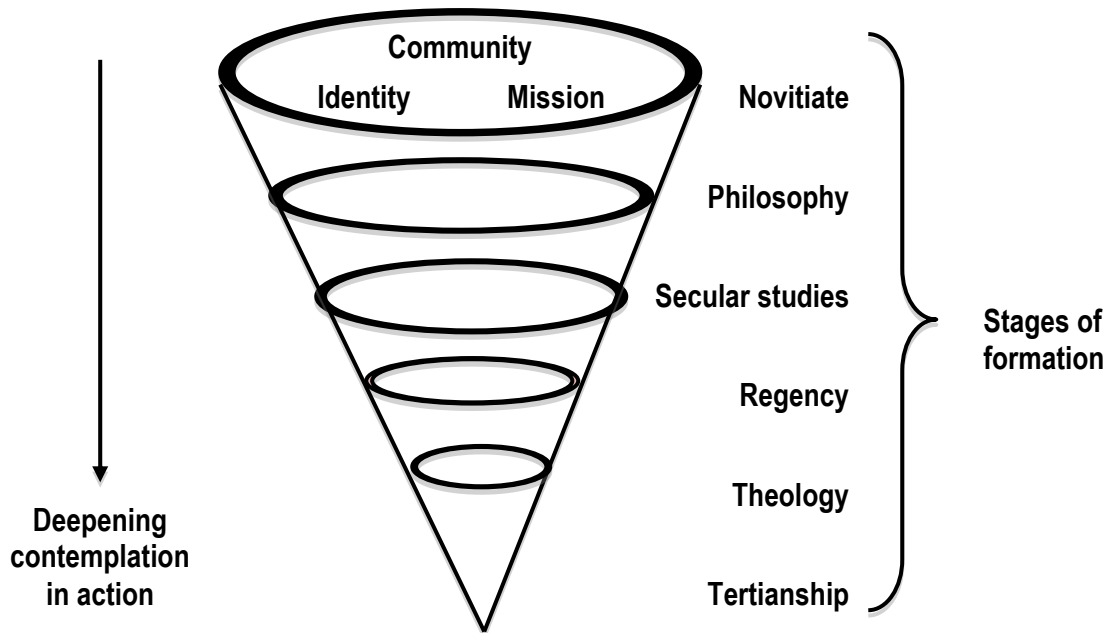 Community
Identity Mission
Novitiate
Philosophy
Secular studies
Stages of
formation
Regency
Theology
Deepening
contemplation
in action
Tertianship